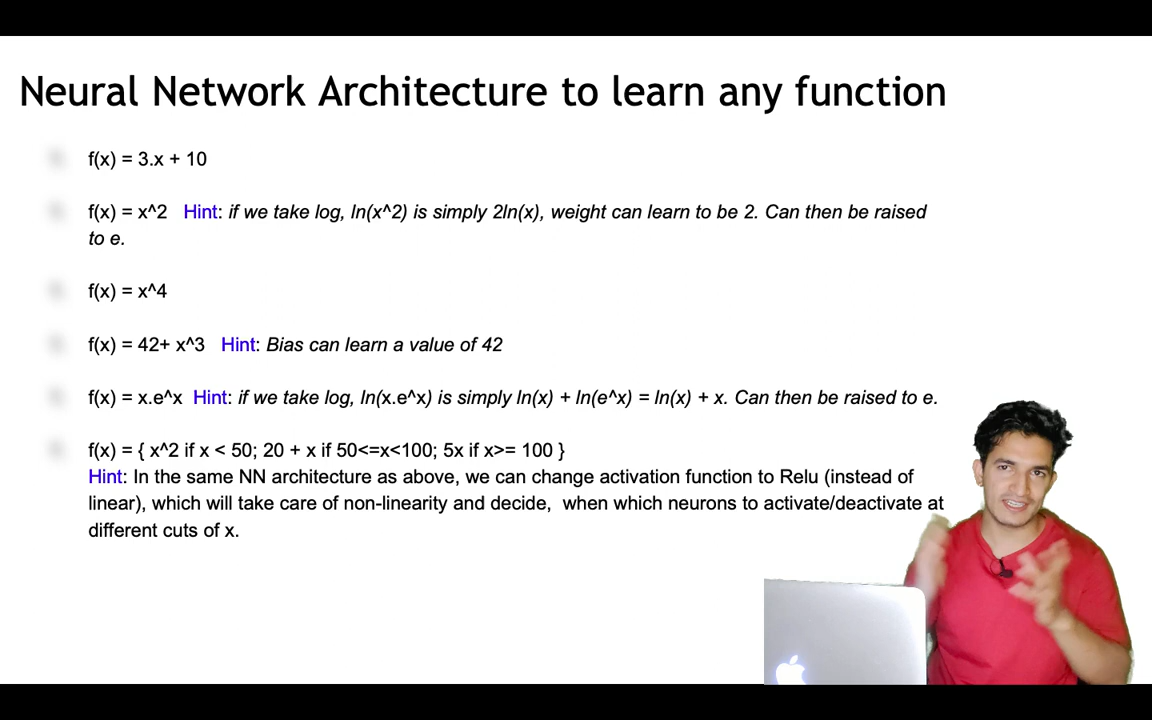 Neural Network Architecture to learn any function
f(x) = 3.x + 10
f(x) = x^2 Hint: if we take log, ln(x^2) is simply 2ln(x), weight can learn to be 2. Can then be raised
to e.
f(x) = x^4
f(x) = 42+ x^3 Hint: Bias can learn a value of 42
f(x) = x.e^x Hint: if we take log, ln(x.e^x) is simply ln(x) + ln(e^x) = ln(x) + x. Can then be raised to e.
f(x) = { x^2 if x < 50; 20 + x if 50<=x<100; 5x if x>= 100 }
Hint: In the same NN architecture as above, we can change activation function to Relu (instead of
linear), which will take care of non-linearity and decide, when which neurons to activate/deactivate at
different cuts of x.